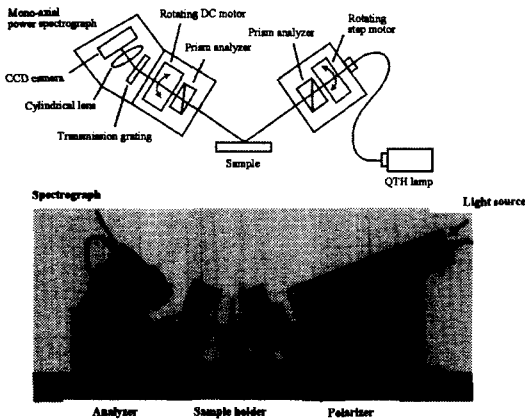 Mono-axial
power spectrograph
Rotating DC motor
Prism analyzer
Rotating
step motor
Prism analyzer
CCD camera
Cylindrical lens
Transmission grating
Sample
QTH lamp
Spectrograph
Light source
Analyzer
Sample holder
Polarizer